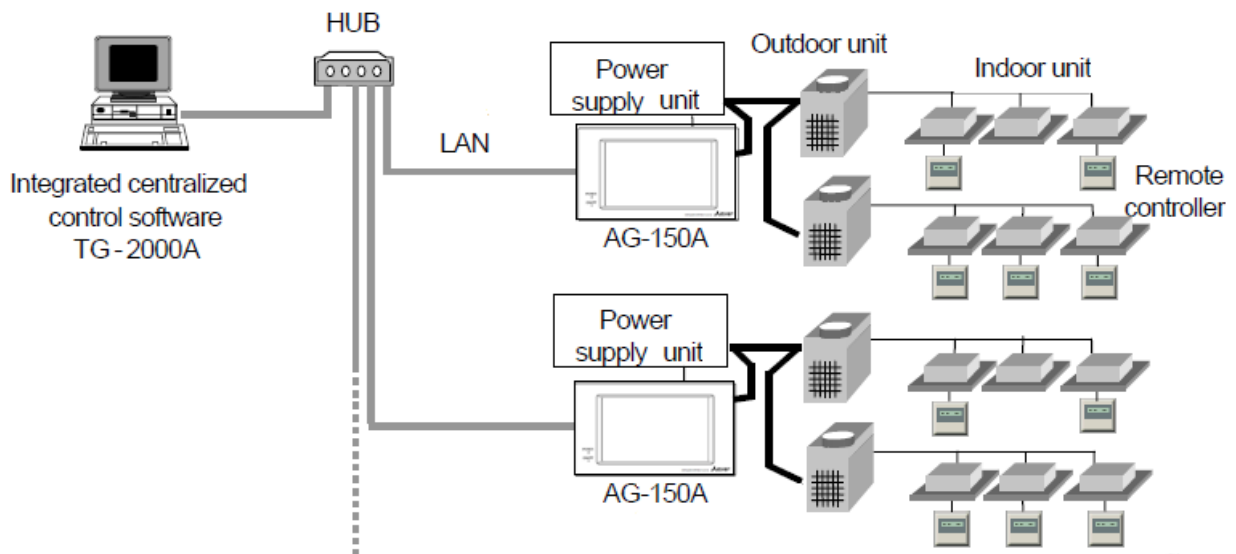 HUB
Outdoor unit
Indoor unit
Power
supply unit
LAN
Integrated centralized
control software
TG-2000A
AG-150A
Remote
controller
Power
supply unit
AG-150A